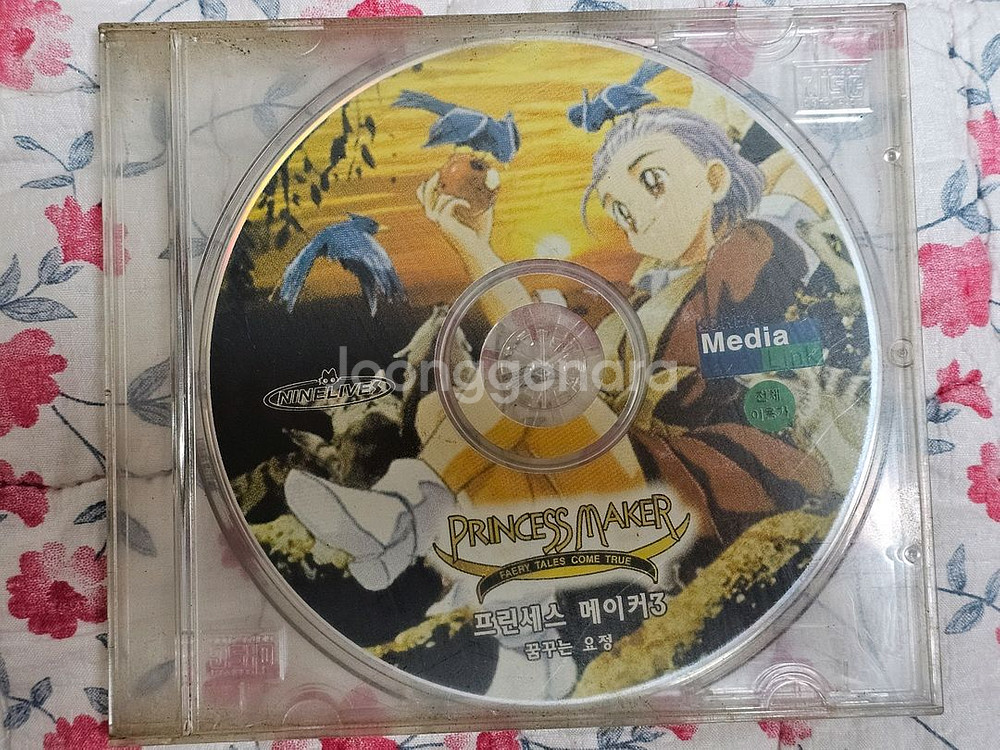 Media
Link
전체
이용가
NINELIVES
joonggonara
PRINCESS MAKER
FAERY TALES COME TRUE
프린세스 메이커3
꿈꾸는 요정